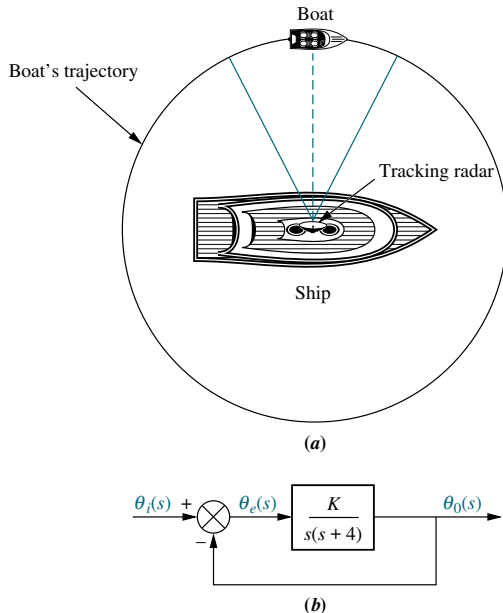 Boat
Boat's trajectory
Tracking radar
Ship
(a)
θi(s) + θe(s) K θ0(s)
s(s + 4)
−
(b)